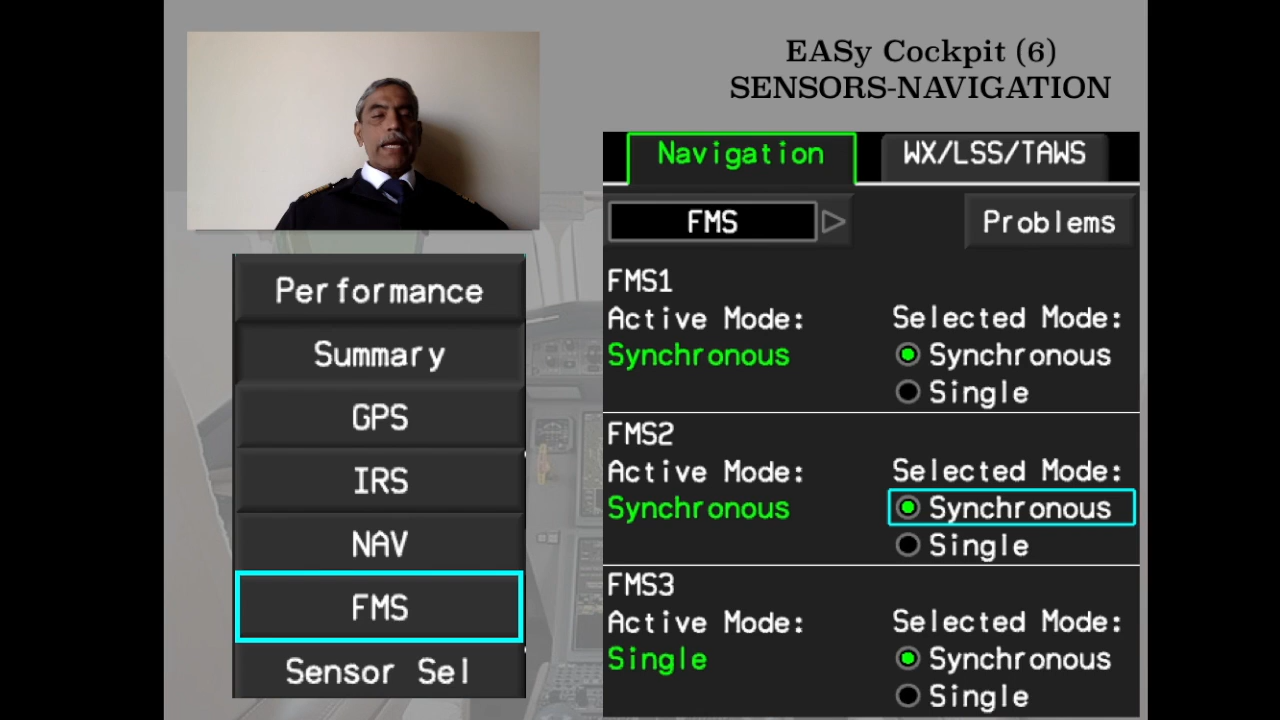 EASy Cockpit (6)
SENSORS-NAVIGATION
Performance
Summary
GPS
IRS
NAV
FMS
Sensor Sel
Navigation
WX/LSS/TAWS
FMS
Problems
FMS1
Active Mode:
Selected Mode:
Synchronous
Synchronous
Single
FMS2
Active Mode:
Selected Mode:
Synchronous
Synchronous
Single
FMS3
Active Mode:
Selected Mode:
Single
Synchronous
Single